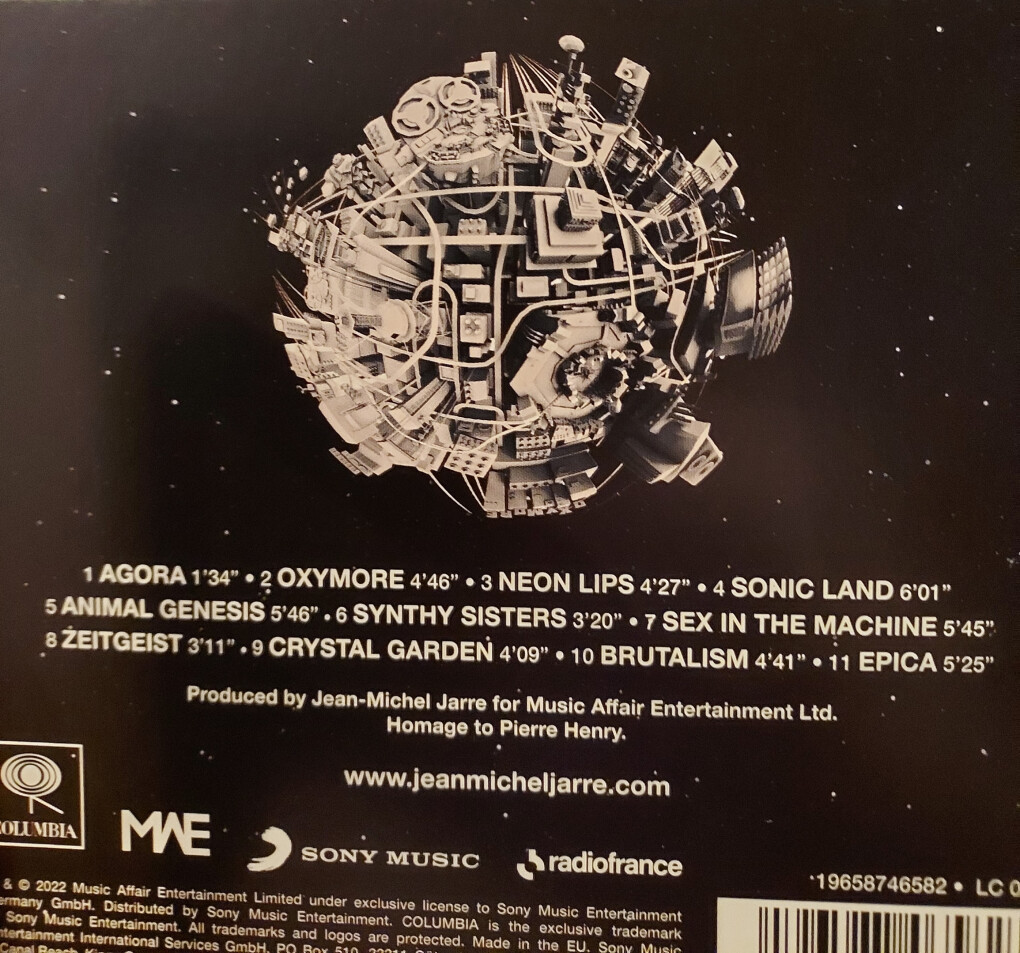 1 AGORA 1'34” • 2 OXYMORE 4'46” • 3 NEON LIPS 4'27” • 4 SONIC LAND 6'01”
5 ANIMAL GENESIS 5'46” • 6 SYNTHY SISTERS 3'20” • 7 SEX IN THE MACHINE 5'45”
8 ZEITGEIST 3'11” • 9 CRYSTAL GARDEN 4'09” • 10 BRUTALISM 4'41” • 11 EPICA 5'25”
Produced by Jean-Michel Jarre for Music Affair Entertainment Ltd.
Homage to Pierre Henry.
www.jeanmicheljarre.com
COLUMBIA
MAE
SONY MUSIC
radiofrance
19658746582 • LC 0
& © 2022 Music Affair Entertainment Limited under exclusive license to Sony Music Entertainment
ermany GmbH. Distributed by Sony Music Entertainment. COLUMBIA is the exclusive trademark
Sony Music Entertainment. All trademarks and logos are protected. Made in the EU. Sony Music
ntertainment International Services GmbH, PO Box 510,